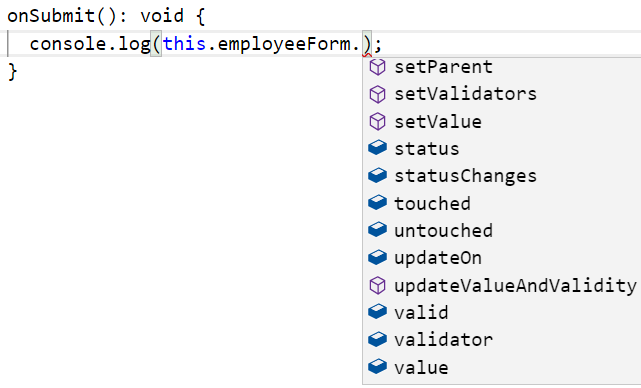 onSubmit(): void {
console.log(this.employeeForm.);
}
setParent
setValidators
setValue
status
statusChanges
touched
untouched
updateOn
updateValueAndValidity
valid
validator
value